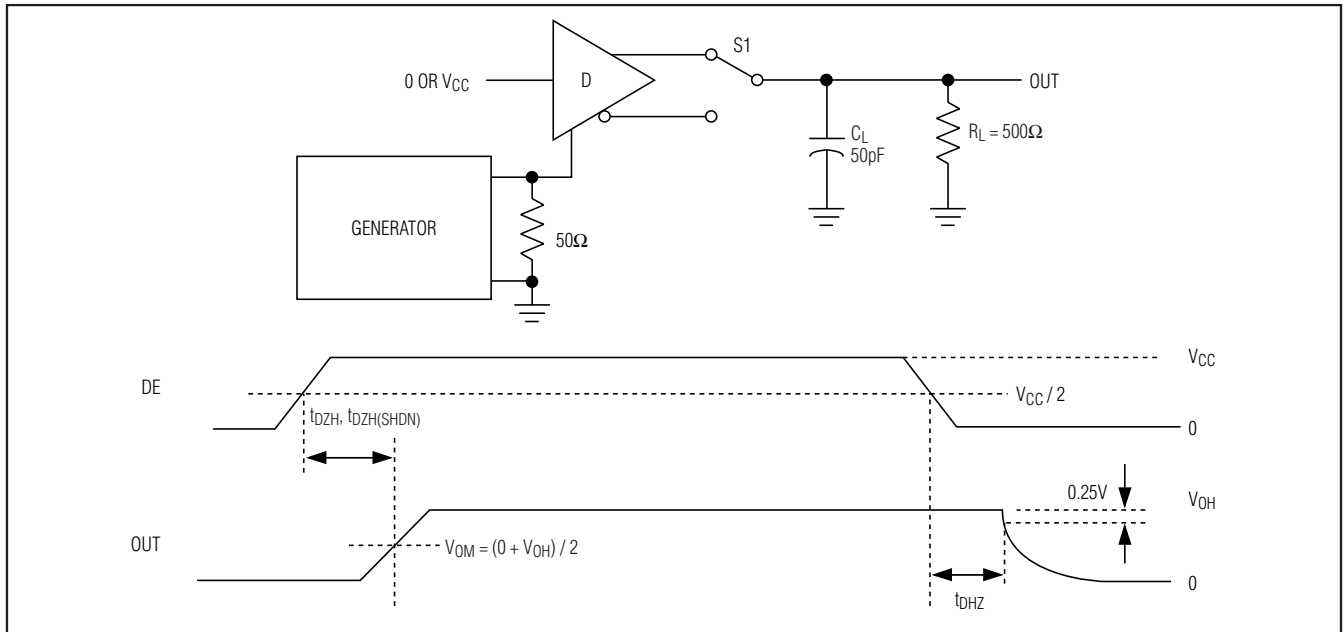 S1
0 OR VCC
D
OUT
CL
50pF
RL = 500Ω
GENERATOR
50Ω
VCC
DE
VCC / 2
tDZH, tDZH(SHDN)
0
0.25V
VOH
OUT
VOM = (0 + VOH) / 2
0
tDHZ